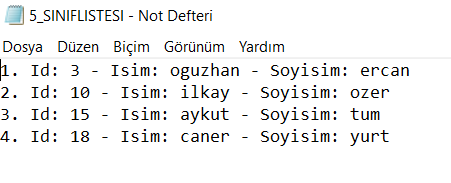 5_SINIFLISTESI - Not Defteri
Dosya Düzen Biçim Görünüm Yardım
1. Id: 3 - Isim: oguzhan - Soyisim: ercan
2. Id: 10 - Isim: ilkay - Soyisim: ozer
3. Id: 15 - Isim: aykut - Soyisim: tum
4. Id: 18 - Isim: caner - Soyisim: yurt